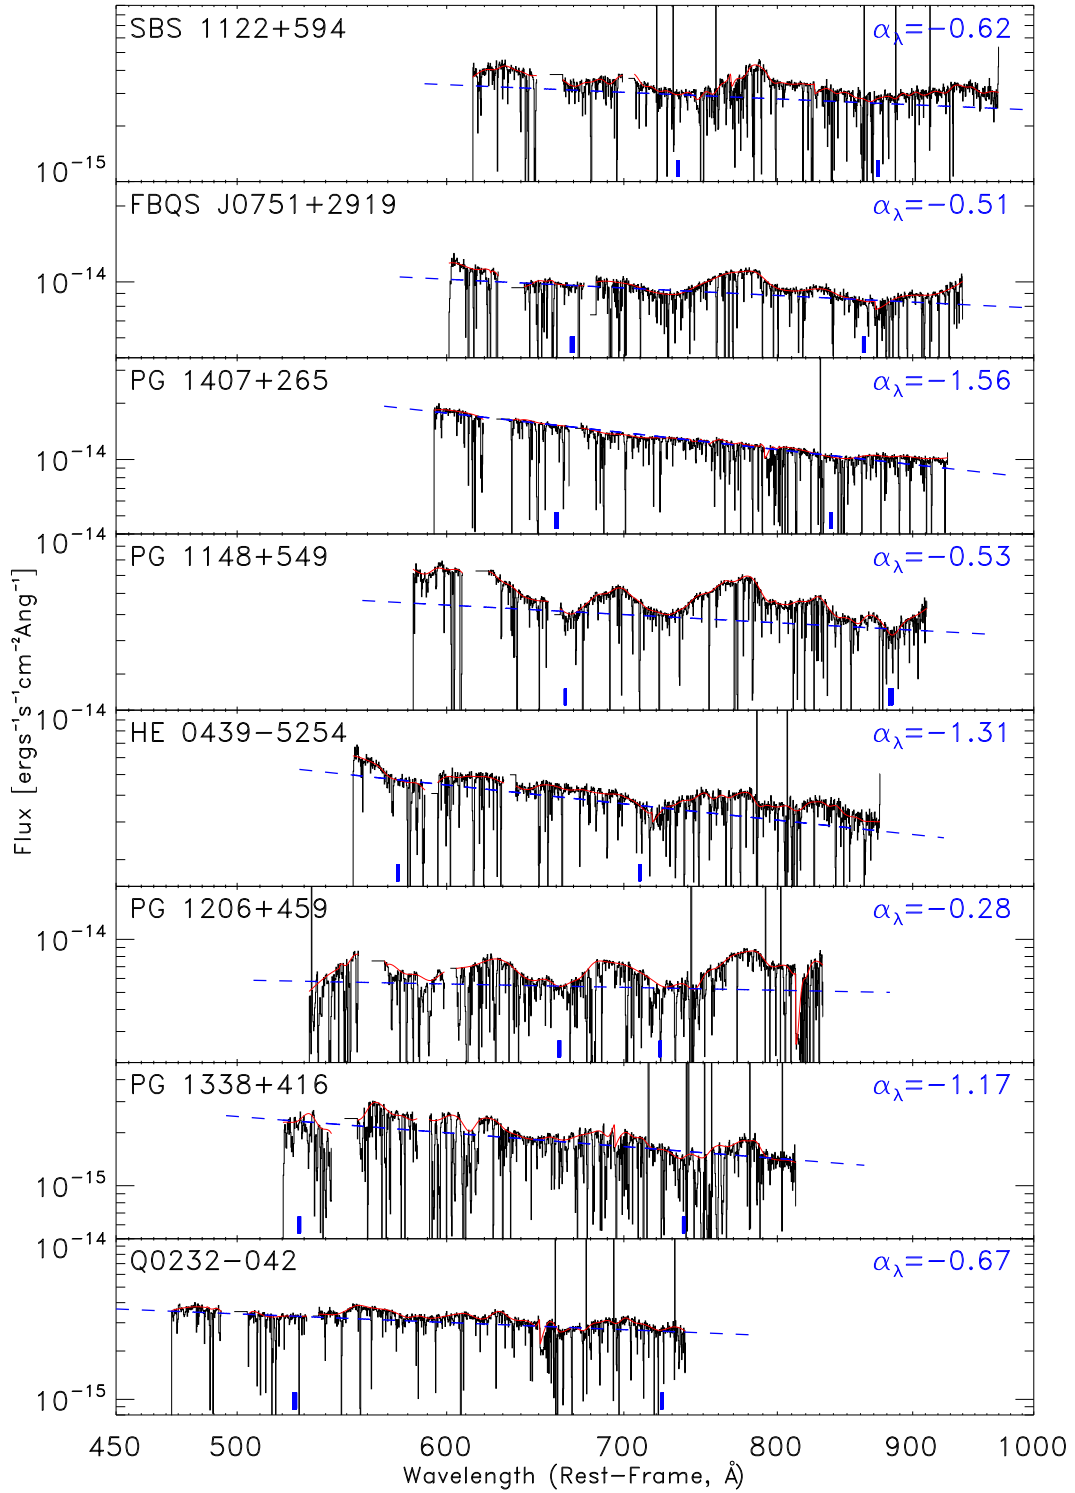 SBS 1122+594
α_λ=−0.62
10⁻¹⁵
FBQS J0751+2919
α_λ=−0.51
10⁻¹⁴
PG 1407+265
α_λ=−1.56
10⁻¹⁴
10⁻¹⁴
PG 1148+549
α_λ=−0.53
10⁻¹⁴
HE 0439−5254
α_λ=−1.31
PG 1206+459
α_λ=−0.28
10⁻¹⁴
PG 1338+416
α_λ=−1.17
10⁻¹⁵
10⁻¹⁴
Q0232−042
α_λ=−0.67
10⁻¹⁵
Flux [ergs⁻¹s⁻¹cm⁻²Ang⁻¹]
450 500 600 700 800 900 1000
Wavelength (Rest−Frame, Å)